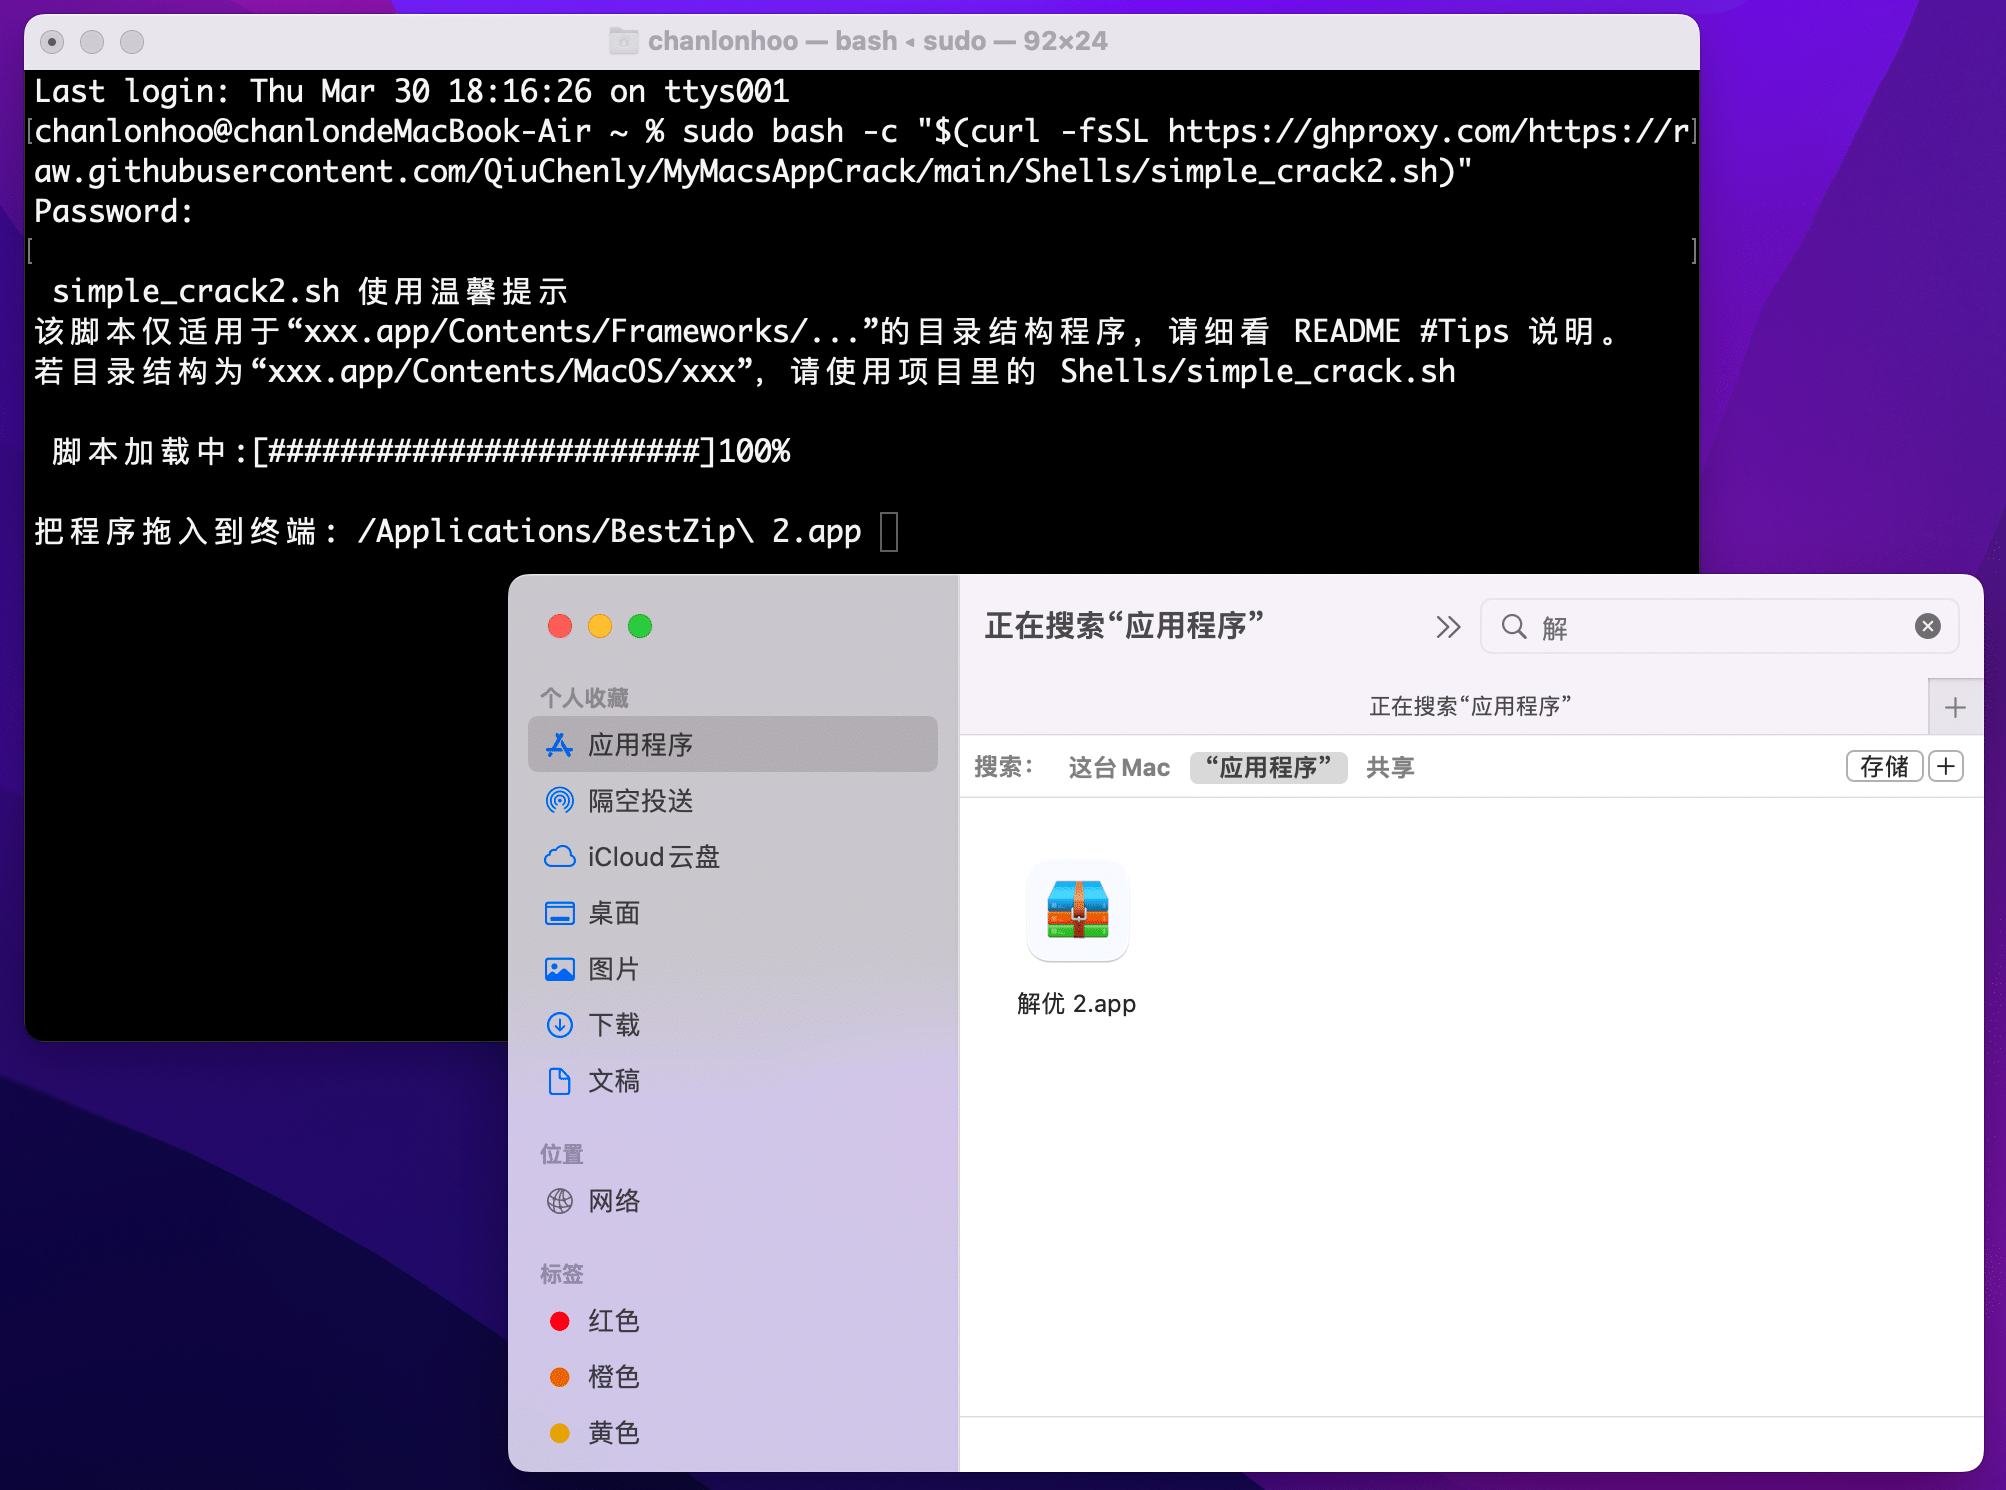 chanlonhoo — bash ◂ sudo — 92×24
Last login: Thu Mar 30 18:16:26 on ttys001
[chanlonhoo@chanlondeMacBook-Air ~ % sudo bash -c "$(curl -fsSL https://ghproxy.com/https://r]
aw.githubusercontent.com/QiuChenly/MyMacsAppCrack/main/Shells/simple_crack2.sh)"
Password:
[ ]
simple_crack2.sh 使用温馨提示
该脚本仅适用于“xxx.app/Contents/Frameworks/...”的目录结构程序，请细看 README #Tips 说明。
若目录结构为“xxx.app/Contents/MacOS/xxx”，请使用项目里的 Shells/simple_crack.sh
脚本加载中:[########################]100%
把程序拖入到终端: /Applications/BestZip\ 2.app
个人收藏
应用程序
隔空投送
iCloud云盘
桌面
图片
下载
文稿
位置
网络
标签
红色
橙色
黄色
正在搜索“应用程序”
解
正在搜索“应用程序”
搜索： 这台 Mac “应用程序” 共享 存储
解优 2.app